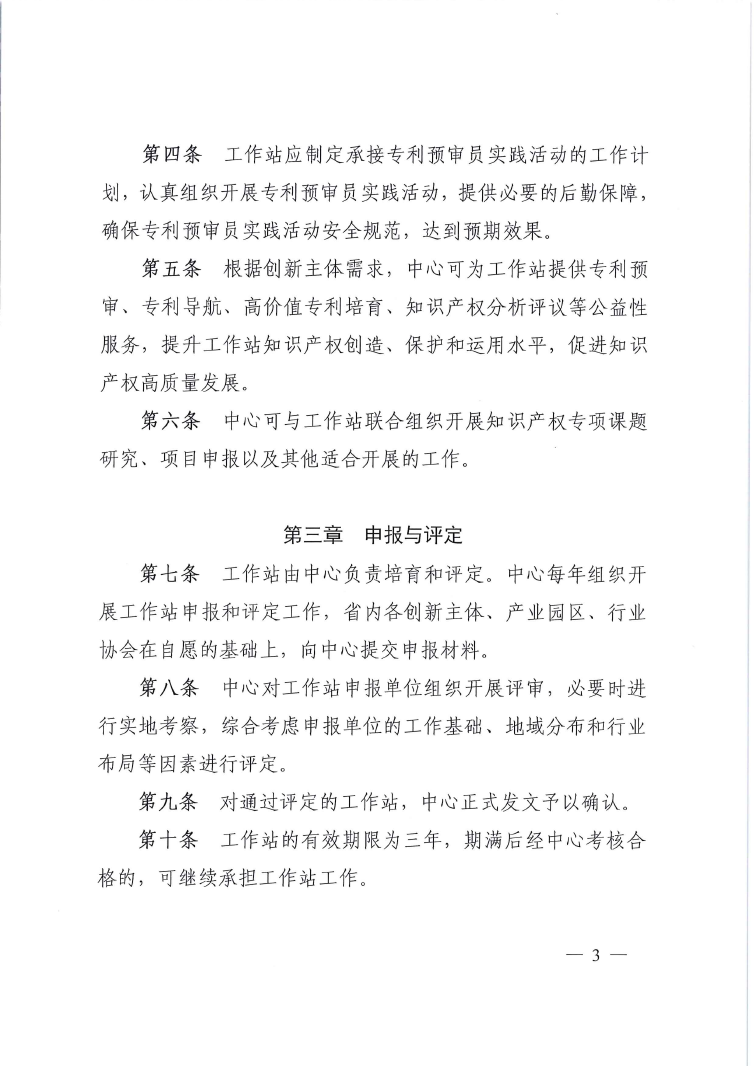 第四条　工作站应制定承接专利预审员实践活动的工作计
划，认真组织开展专利预审员实践活动，提供必要的后勤保障，
确保专利预审员实践活动安全规范，达到预期效果。
第五条　根据创新主体需求，中心可为工作站提供专利预
审、专利导航、高价值专利培育、知识产权分析评议等公益性
服务，提升工作站知识产权创造、保护和运用水平，促进知识
产权高质量发展。
第六条　中心可与工作站联合组织开展知识产权专项课题
研究、项目申报以及其他适合开展的工作。
第三章　申报与评定
第七条　工作站由中心负责培育和评定。中心每年组织开
展工作站申报和评定工作，省内各创新主体、产业园区、行业
协会在自愿的基础上，向中心提交申报材料。
第八条　中心对工作站申报单位组织开展评审，必要时进
行实地考察，综合考虑申报单位的工作基础、地域分布和行业
布局等因素进行评定。
第九条　对通过评定的工作站，中心正式发文予以确认。
第十条　工作站的有效期限为三年，期满后经中心考核合
格的，可继续承担工作站工作。
— 3 —